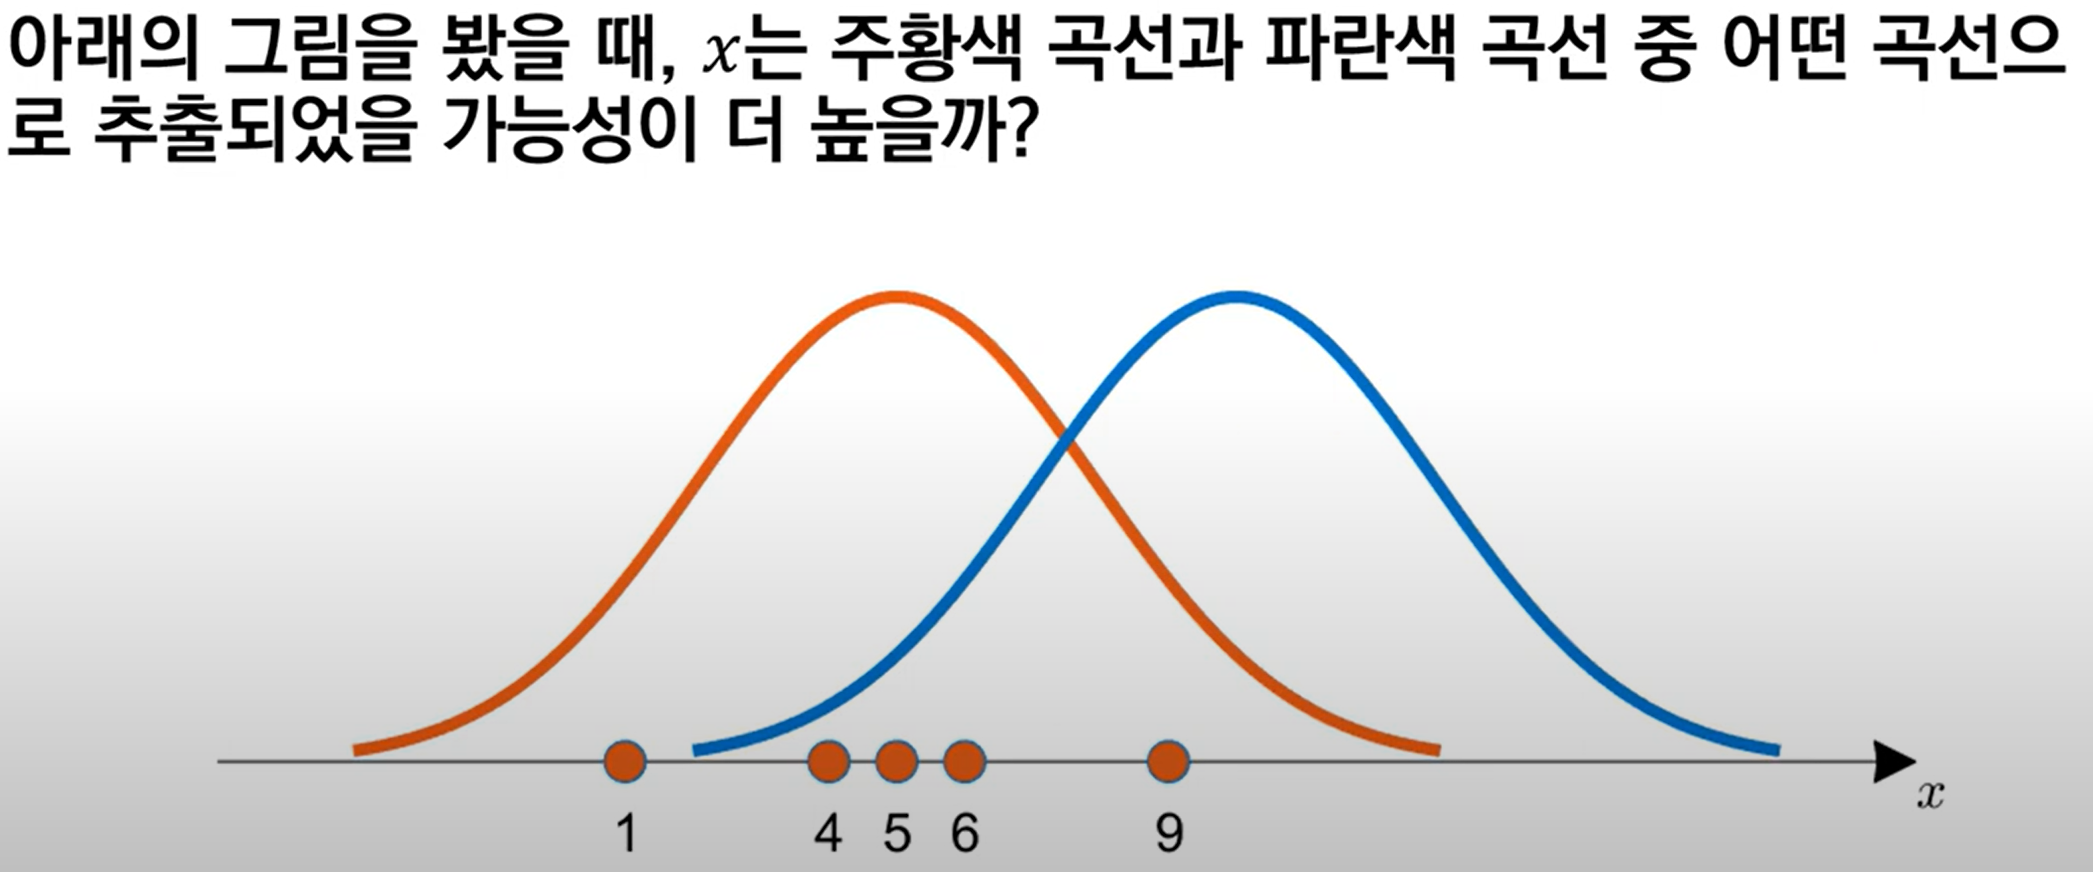 아래의 그림을 봤을 때, x는 주황색 곡선과 파란색 곡선 중 어떤 곡선으
로 추출되었을 가능성이 더 높을까?
x
1 4 5 6 9